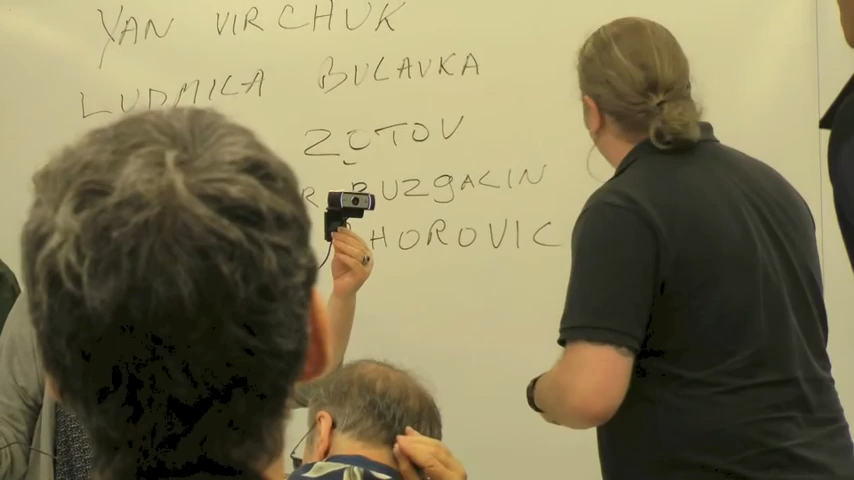 YAN VIRCHUK
LUDMILA BULAVKA
ZOTOV
R BUZGALIN
HOROVIC